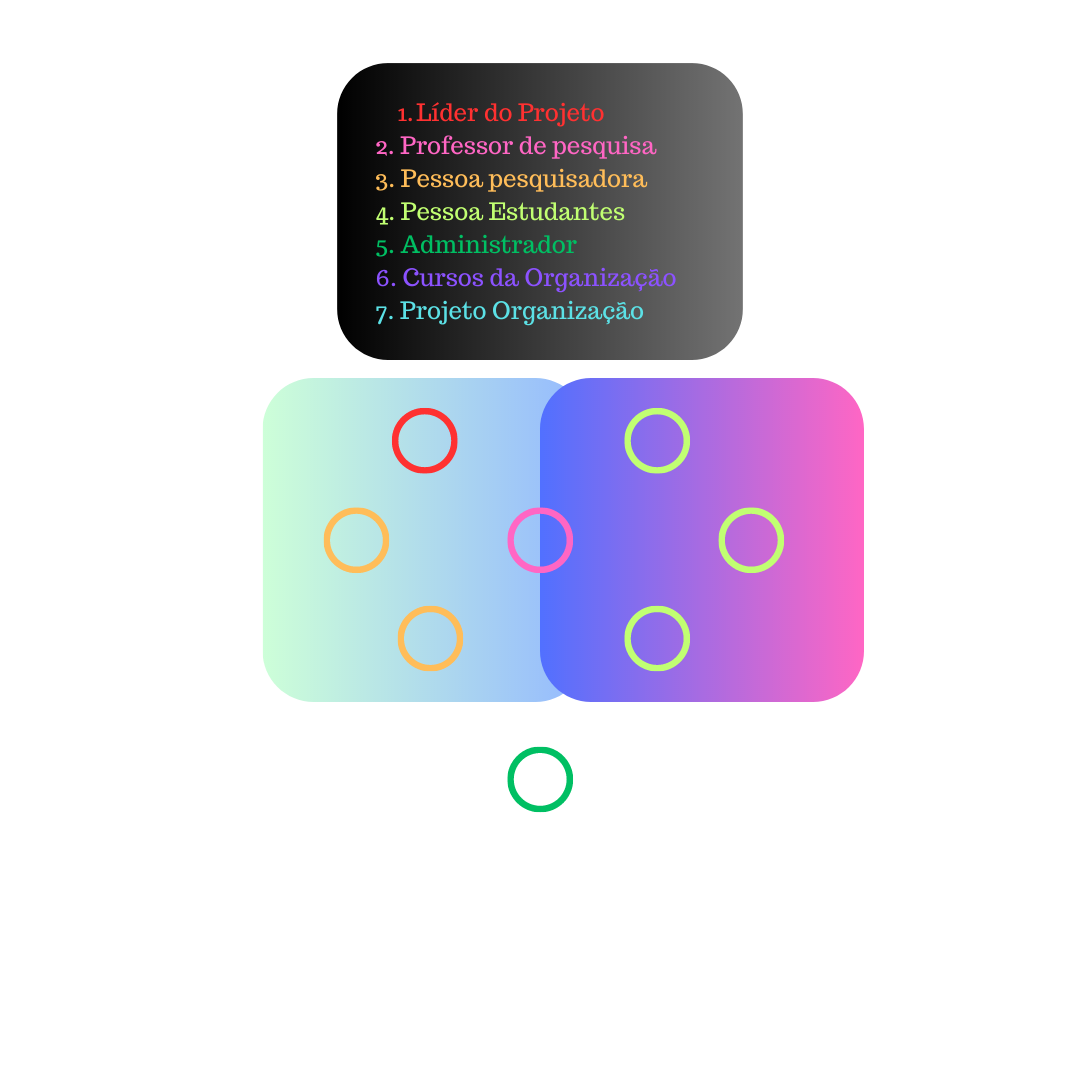 1. Líder do Projeto
2. Professor de pesquisa
3. Pessoa pesquisadora
4. Pessoa Estudantes
5. Administrador
6. Cursos da Organização
7. Projeto Organização